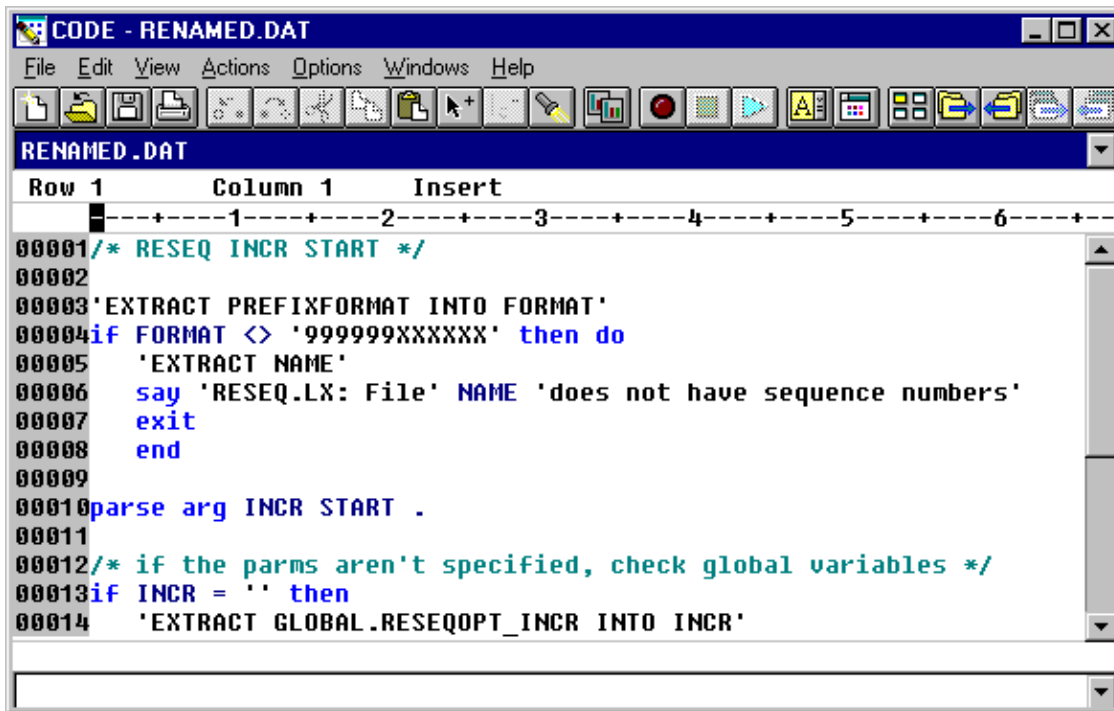 CODE - RENAMED.DAT
File Edit View Actions Options Windows Help
RENAMED.DAT
Row 1 Column 1 Insert
----+----1----+----2----+----3----+----4----+----5----+----6----+--
00001/* RESEQ INCR START */
00002
00003'EXTRACT PREFIXFORMAT INTO FORMAT'
00004if FORMAT <> '999999XXXXXX' then do
00005   'EXTRACT NAME'
00006   say 'RESEQ.LX: File' NAME 'does not have sequence numbers'
00007   exit
00008   end
00009
00010parse arg INCR START .
00011
00012/* if the parms aren't specified, check global variables */
00013if INCR = '' then
00014   'EXTRACT GLOBAL.RESEQOPT_INCR INTO INCR'